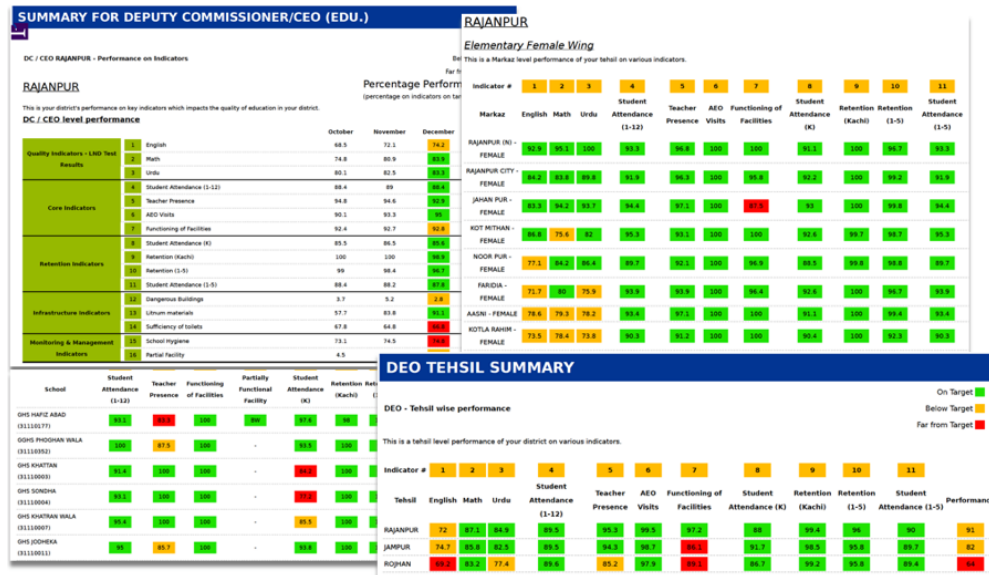 SUMMARY FOR DEPUTY COMMISSIONER/CEO (EDU.)
DC / CEO RAJANPUR - Performance on Indicators
Far fr
RAJANPUR
Percentage Perform
(percentage on indicators on tar
This is your district's performance on key indicators which impacts the quality of education in your district.
DC / CEO level performance
October November December
Quality Indicators - LND Test Results
1 English 68.5 72.1 74.2
2 Math 74.8 80.9 83.9
3 Urdu 80.1 82.5 83.3
Core Indicators
4 Student Attendance (1-12) 88.4 89 88.4
5 Teacher Presence 94.8 94.6 92.9
6 AEO Visits 90.1 93.3 95
7 Functioning of Facilities 92.4 92.7 92.8
Retention Indicators
8 Student Attendance (K) 85.5 86.5 85.6
9 Retention (Kachi) 100 100 98.9
10 Retention (1-5) 99 98.4 96.7
11 Student Attendance (1-5) 88.4 88.2 87.8
Infrastructure Indicators
12 Dangerous Buildings 3.7 5.2 2.8
13 Litnum materials 57.7 83.8 91.1
14 Sufficiency of toilets 67.8 64.8
Monitoring & Management Indicators
15 School Hygiene 73.1 74.5
16 Partial Facility 4.5
RAJANPUR
Elementary Female Wing
This is a Markaz level performance of your tehsil on various indicators.
Indicator # 1 2 3 4 5 6 7 8 9 10 11
Markaz English Math Urdu Student Attendance (1-12) Teacher Presence AEO Visits Functioning of Facilities Student Attendance (K) Retention (Kachi) Retention (1-5) Student Attendance (1-5)
RAJANPUR (N) - FEMALE 92.9 95.1 100 93.3 96.8 100 100 91.1 100 96.7 93.3
RAJANPUR CITY - FEMALE 84.2 83.8 89.8 91.9 96.3 100 95.8 92.2 100 99.2 91.9
JAHAN PUR - FEMALE 83.3 94.2 93.7 94.4 97.1 100 93 100 99.8 94.4
KOT MITHAN - FEMALE 86.8 75.6 82 95.3 93.1 100 100 92.6 99.7 98.7 95.3
NOOR PUR - FEMALE 77.1 84.2 86.4 89.7 92.1 100 96.9 88.5 99.8 98.8 89.7
FARIDIA - FEMALE 71.7 80 75.9 93.9 93.9 100 96.4 92.6 100 96.7 93.9
AASNI - FEMALE 78.6 79.3 78.2 93.4 97.1 100 100 91.1 100 99.4 93.4
KOTLA RAHIM - FEMALE 73.5 78.4 73.8 90.3 91.2 100 100 90.4 100 92.3 90.3
School Student Attendance (1-12) Teacher Presence Functioning of Facilities Partially Functional Facility Student Attendance (K) Retention (Kachi)
GHS HAFIZ ABAD (31110177) 93.1 100 BW 97.6 98
GGHS PHOGHAN WALA (31110352) 100 67.5 100 - 93.5 100
GHS KHATTAN (31110003) 91.4 100 100 - 100
GHS SONDHA (31110004) 93.1 100 100 - 100
GHS KHATRAN WALA (31110007) 95.4 100 100 - 85.5 100
GHS JODHEKA (31110011) 95 85.7 100 - 93.8 100
DEO TEHSIL SUMMARY
On Target
DEO - Tehsil wise performance
Below Target
Far from Target
This is a tehsil level performance of your district on various indicators.
Indicator # 1 2 3 4 5 6 7 8 9 10 11
Tehsil English Math Urdu Student Attendance (1-12) Teacher Presence AEO Visits Functioning of Facilities Student Attendance (K) Retention (Kachi) Retention (1-5) Student Attendance (1-5) Performanc
RAJANPUR 72 87.1 84.9 89.5 95.3 99.5 97.2 88 99.4 96 90 91
JAMPUR 74.7 85.8 82.5 89.5 94.3 98.7 91.7 98.5 95.8 89.7 82
ROJHAN 83.2 77.4 89.6 85.2 97.9 86.7 99.2 95.8 89.4